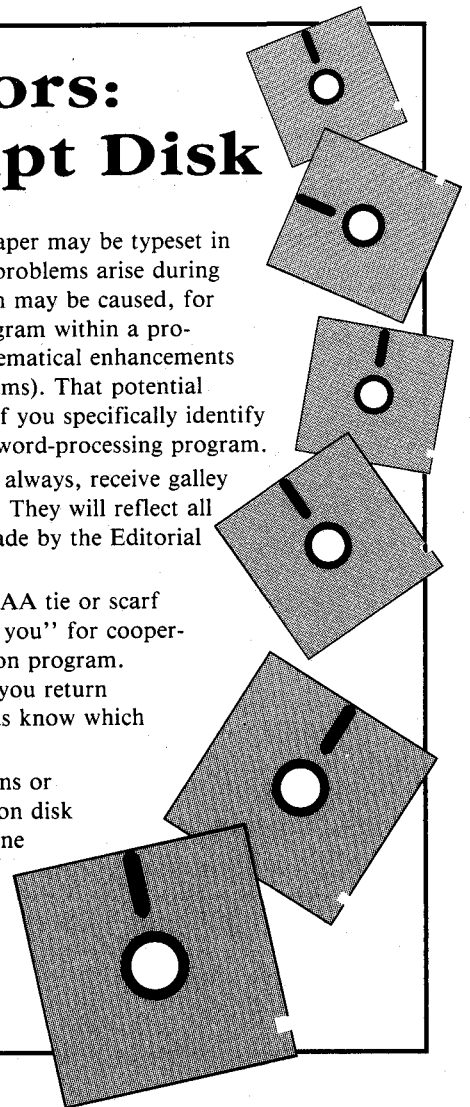 ors:
pt Disk
aper may be typeset in
problems arise during
n may be caused, for
gram within a pro-
ematical enhancements
ms). That potential
f you specifically identify
word-processing program.
always, receive galley
They will reflect all
ade by the Editorial
AA tie or scarf
you" for cooper-
on program.
you return
s know which
ns or
on disk
ne